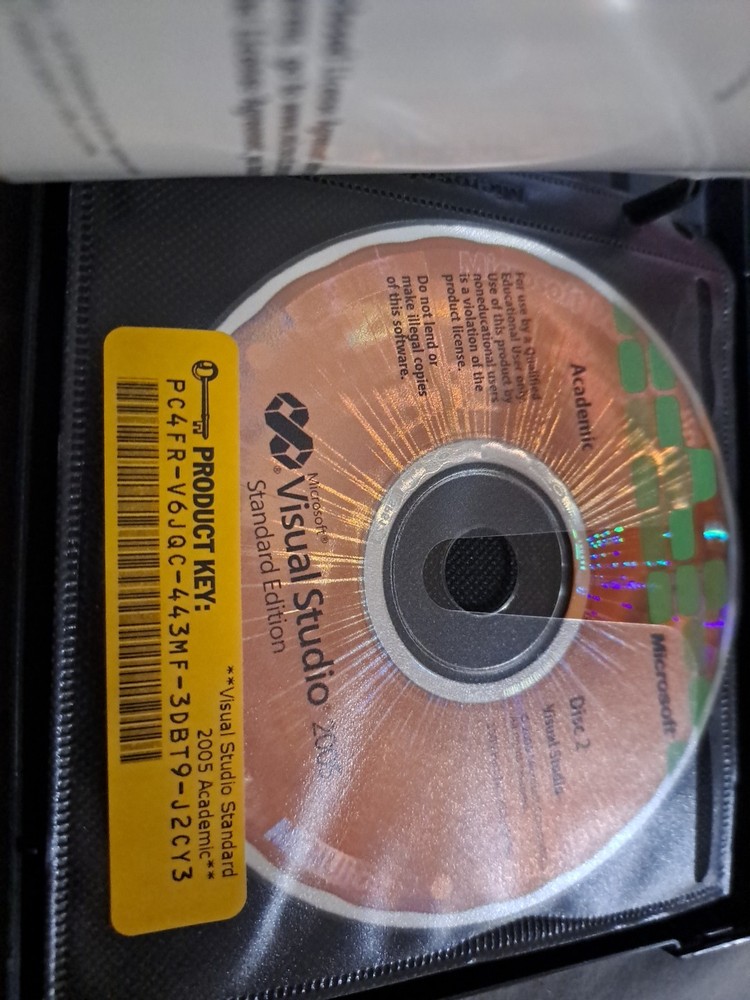 PRODUCT KEY:
PC4FR-V6JQC-443MF-3DBT9-J2CY3
**Visual Studio Standard
2005 Academic**
Microsoft
Academic
For use by a Qualified
Educational User only
Use of this product by
noneducational users
is a violation of the
product license.
Do not lend or
make illegal copies
of this software.
Disc 2
Visual Studio
Microsoft®
Visual Studio® 2005
Standard Edition